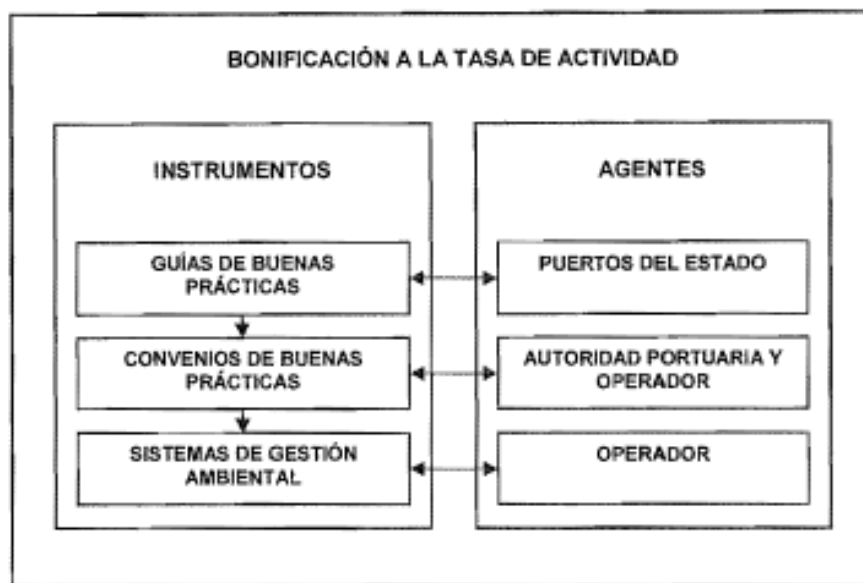 BONIFICACIÓN A LA TASA DE ACTIVIDAD
INSTRUMENTOS
GUÍAS DE BUENAS
PRÁCTICAS
CONVENIOS DE BUENAS
PRÁCTICAS
SISTEMAS DE GESTIÓN
AMBIENTAL
AGENTES
PUERTOS DEL ESTADO
AUTORIDAD PORTUARIA Y
OPERADOR
OPERADOR